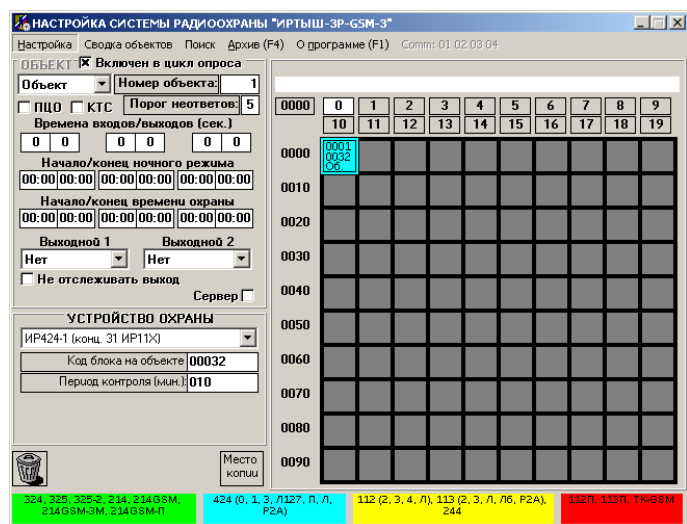 НАСТРОЙКА СИСТЕМЫ РАДИООХРАНЫ "ИРТЫШ-3Р-GSM-3"
Настройка Сводка объектов Поиск Архив (F4) О программе (F1) Comm: 01 02 03 04
ОБЪЕКТ Включен в цикл опроса
Объект Номер объекта: 1
ПЦО КТС Порог неответов: 5
Времена входов/выходов (сек.)
0 0 0 0 0 0
Начало/конец ночного режима
00:00 00:00 00:00 00:00 00:00 00:00
Начало/конец времени охраны
00:00 00:00 00:00 00:00 00:00 00:00
Выходной 1 Выходной 2
Нет Нет
Не отслеживать выход
Сервер
УСТРОЙСТВО ОХРАНЫ
ИР424-1 (конц. 31 ИР11Х)
Код блока на объекте 00032
Период контроля (мин.): 010
Место
копии
0000 0 1 2 3 4 5 6 7 8 9
10 11 12 13 14 15 16 17 18 19
0000
0001
0032
Об.
0010
0020
0030
0040
0050
0060
0070
0080
0090
324, 325, 325-2, 214, 214GSM,
214GSM-3M, 214GSM-П
424 (0, 1, 3, Л127, П, Л,
Р2А)
112 (2, 3, 4, Л), 113 (2, 3, Л, Л6, Р2А),
244
112П, 113П, ТК-GSM